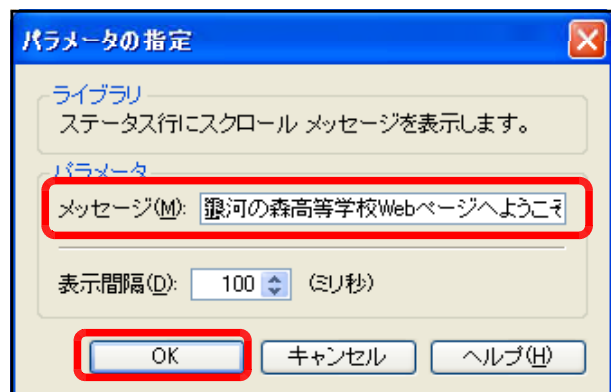 パラメータの指定
ライブラリ
ステータス行にスクロール メッセージを表示します。
パラメータ
メッセージ(M): 銀河の森高等学校Webページへようこそ
表示間隔(D): 100 (ミリ秒)
OK キャンセル ヘルプ(H)